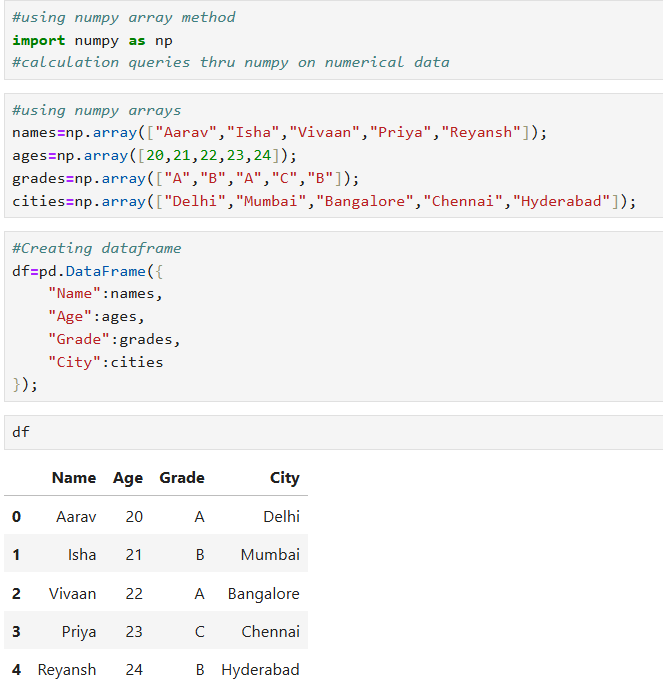 #using numpy array method
import numpy as np
#calculation queries thru numpy on numerical data
#using numpy arrays
names=np.array(["Aarav","Isha","Vivaan","Priya","Reyansh"]);
ages=np.array([20,21,22,23,24]);
grades=np.array(["A","B","A","C","B"]);
cities=np.array(["Delhi","Mumbai","Bangalore","Chennai","Hyderabad"]);
#Creating dataframe
df=pd.DataFrame({
    "Name":names,
    "Age":ages,
    "Grade":grades,
    "City":cities
});
df
Name Age Grade City
0 Aarav 20 A Delhi
1 Isha 21 B Mumbai
2 Vivaan 22 A Bangalore
3 Priya 23 C Chennai
4 Reyansh 24 B Hyderabad